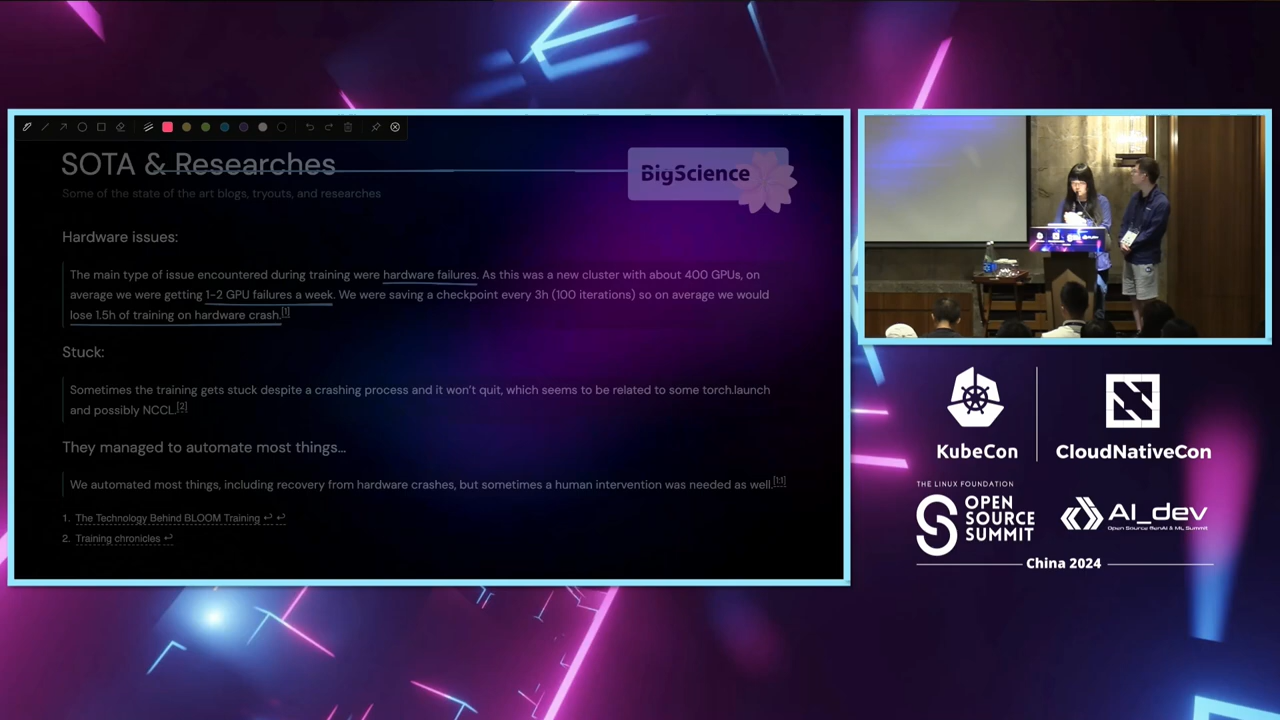 SOTA & Researches
Some of the state of the art blogs, tryouts, and researches
BigScience
Hardware issues:
The main type of issue encountered during training were hardware failures. As this was a new cluster with about 400 GPUs, on
average we were getting 1-2 GPU failures a week. We were saving a checkpoint every 3h (100 iterations) so on average we would
lose 1.5h of training on hardware crash.[1]
Stuck:
Sometimes the training gets stuck despite a crashing process and it won't quit, which seems to be related to some torch.launch
and possibly NCCL.[2]
They managed to automate most things...
We automated most things, including recovery from hardware crashes, but sometimes a human intervention was needed as well.[1:1]
1. The Technology Behind BLOOM Training ↩ ↩
2. Training chronicles ↩
KubeCon
CloudNativeCon
THE LINUX FOUNDATION
OPEN
SOURCE
SUMMIT
AI_dev
Open Source GenAI & ML Summit
China 2024